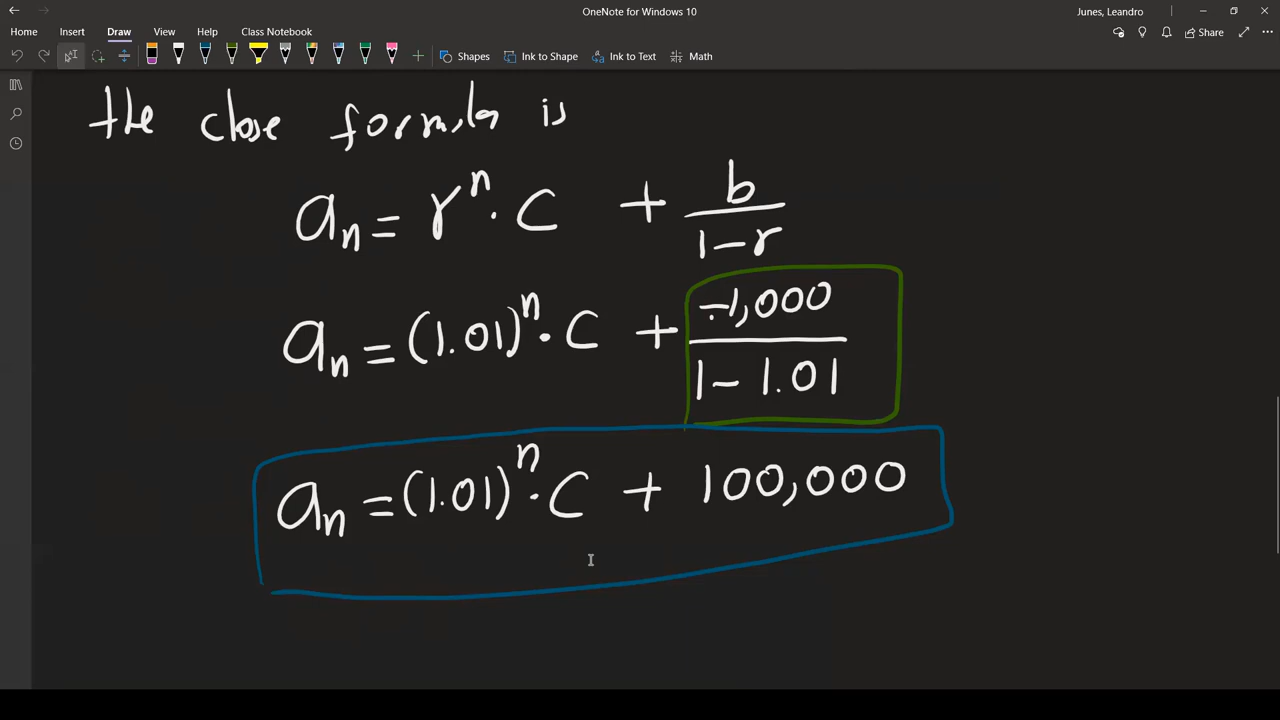 OneNote for Windows 10
Junes, Leandro
Home Insert Draw View Help Class Notebook
Share
Shapes Ink to Shape Ink to Text Math
the close formula is
aₙ = rⁿ · C + b/(1 − r)
aₙ = (1.01)ⁿ · C + −1,000/(1 − 1.01)
aₙ = (1.01)ⁿ · C + 100,000